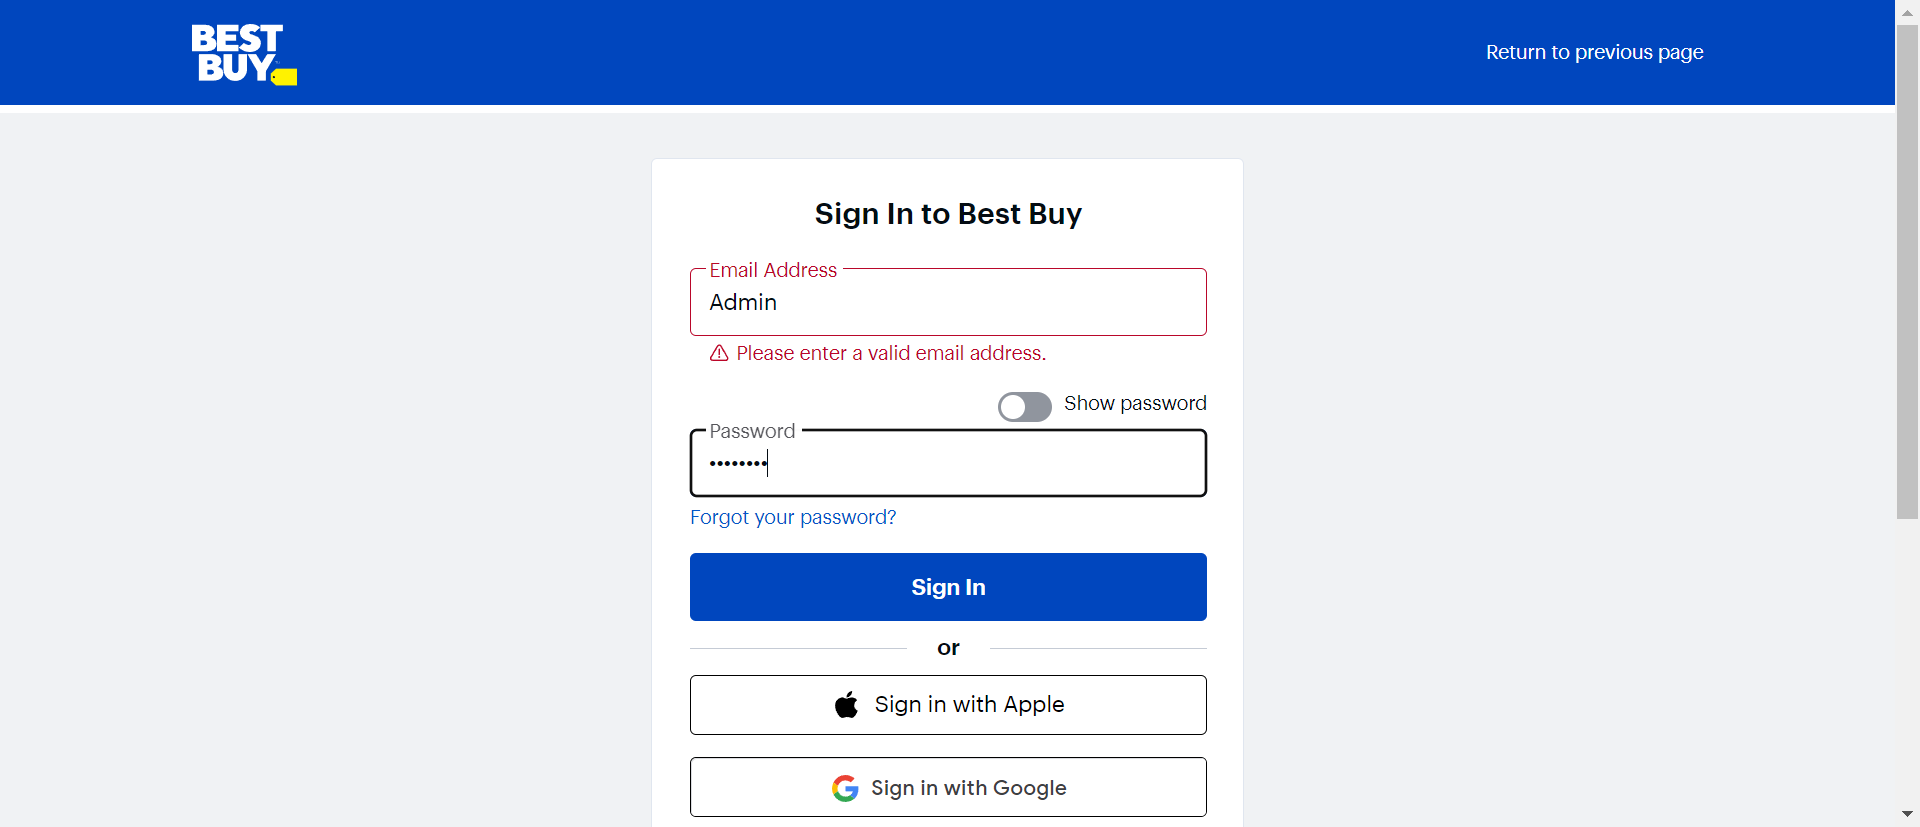 BEST
BUY
Return to previous page
Sign In to Best Buy
Email Address
Admin
Please enter a valid email address.
Show password
Password
••••••••
Forgot your password?
Sign In
or
Sign in with Apple
Sign in with Google